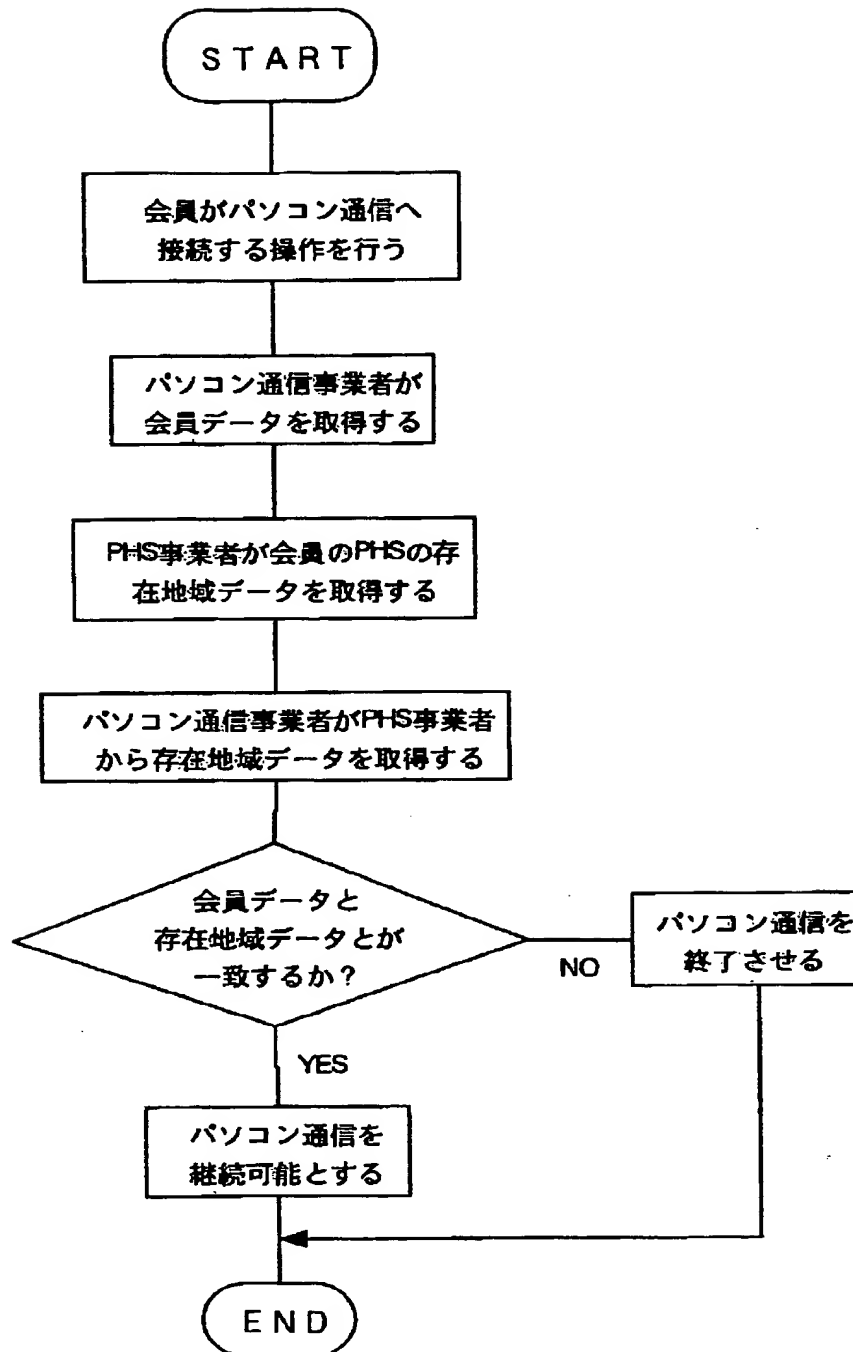 START
会員がパソコン通信へ
接続する操作を行う
パソコン通信事業者が
会員データを取得する
PHS事業者が会員のPHSの存
在地域データを取得する
パソコン通信事業者がPHS事業者
から存在地域データを取得する
会員データと
存在地域データとが
一致するか？
NO
パソコン通信を
終了させる
YES
パソコン通信を
継続可能とする
END